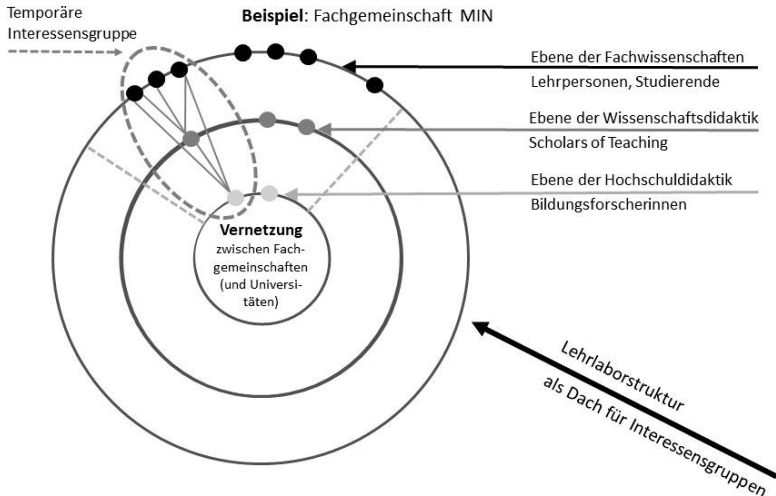 Temporäre
Interessensgruppe
Beispiel: Fachgemeinschaft MIN
Ebene der Fachwissenschaften
Lehrpersonen, Studierende
Ebene der Wissenschaftsdidaktik
Scholars of Teaching
Ebene der Hochschuldidaktik
Bildungsforscherinnen
Vernetzung
zwischen Fach-
gemeinschaften
(und Universi-
täten)
Lehrlaborstruktur
als Dach für Interessensgruppen